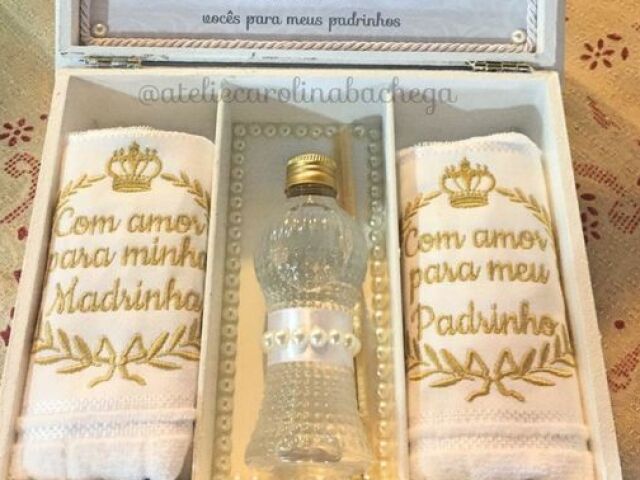 vocês para meus padrinhos
@ateliecarolinabachega
Com amor
para minha
Madrinha
Com amor
para meu
Padrinho